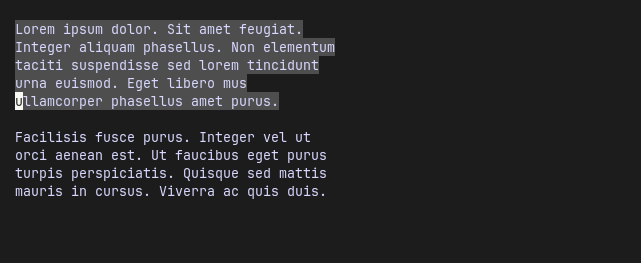 Lorem ipsum dolor. Sit amet feugiat.
Integer aliquam phasellus. Non elementum
taciti suspendisse sed lorem tincidunt
urna euismod. Eget libero mus
ullamcorper phasellus amet purus.

Facilisis fusce purus. Integer vel ut
orci aenean est. Ut faucibus eget purus
turpis perspiciatis. Quisque sed mattis
mauris in cursus. Viverra ac quis duis.